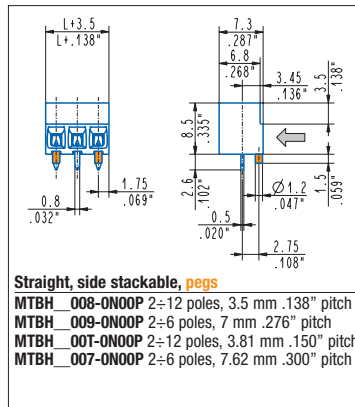 L+3.5
L+.138"
7.3
.287"
6.8
.268"
3.45
.136"
3.5
.138"
8.5
.335"
2.6
.102"
1.75
.069"
0.8
.032"
Ø 1.2
.047"
1.5
.059"
0.5
.020"
2.75
.108"
Straight, side stackable, pegs
MTBH__008-0N00P 2÷12 poles, 3.5 mm .138” pitch
MTBH__009-0N00P 2÷6 poles, 7 mm .276” pitch
MTBH__00T-0N00P 2÷12 poles, 3.81 mm .150” pitch
MTBH__007-0N00P 2÷6 poles, 7.62 mm .300” pitch